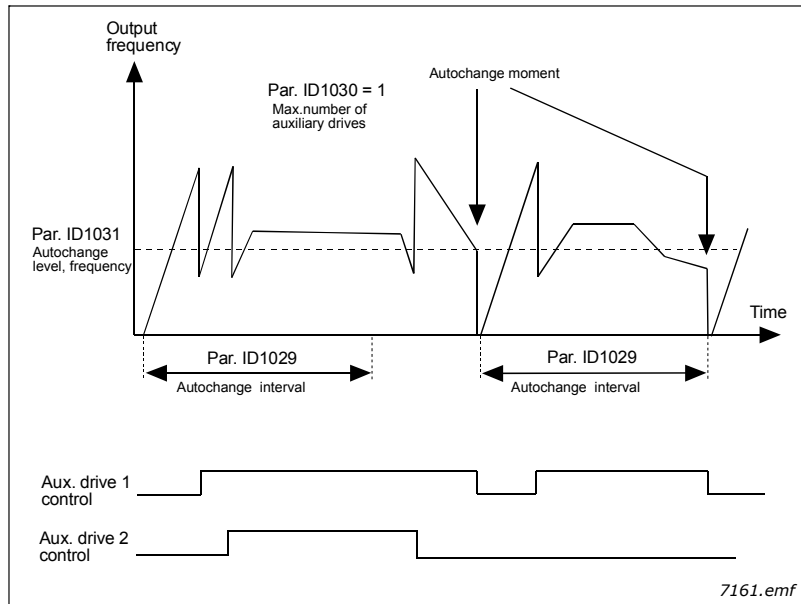 Output
frequency
Par. ID1030 = 1
Max.number of
auxiliary drives
Autochange moment
Par. ID1031
Autochange
level, frequency
Time
Par. ID1029
Autochange interval
Par. ID1029
Autochange interval
Aux. drive 1
control
Aux. drive 2
control
7161.emf